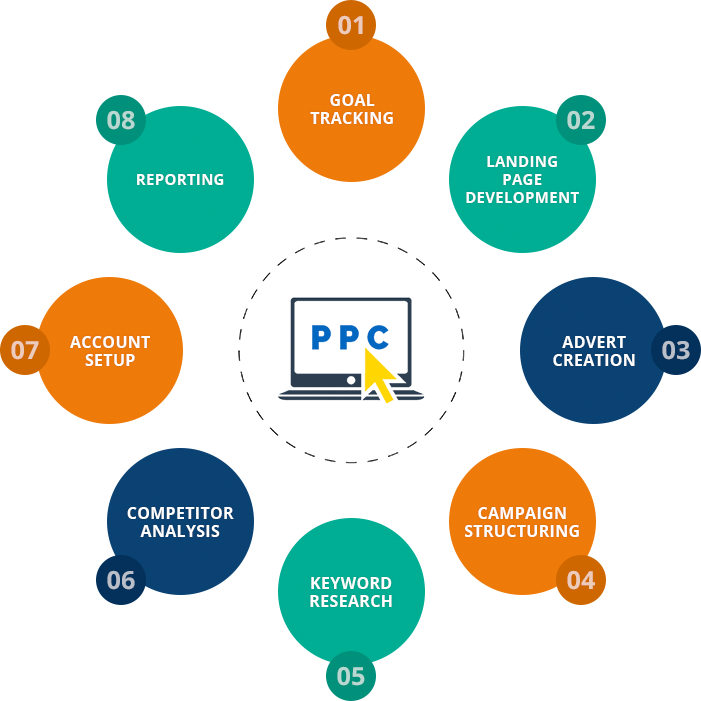 01
GOAL
TRACKING
02
LANDING
PAGE
DEVELOPMENT
03
ADVERT
CREATION
04
CAMPAIGN
STRUCTURING
05
KEYWORD
RESEARCH
06
COMPETITOR
ANALYSIS
07
ACCOUNT
SETUP
08
REPORTING
PPC